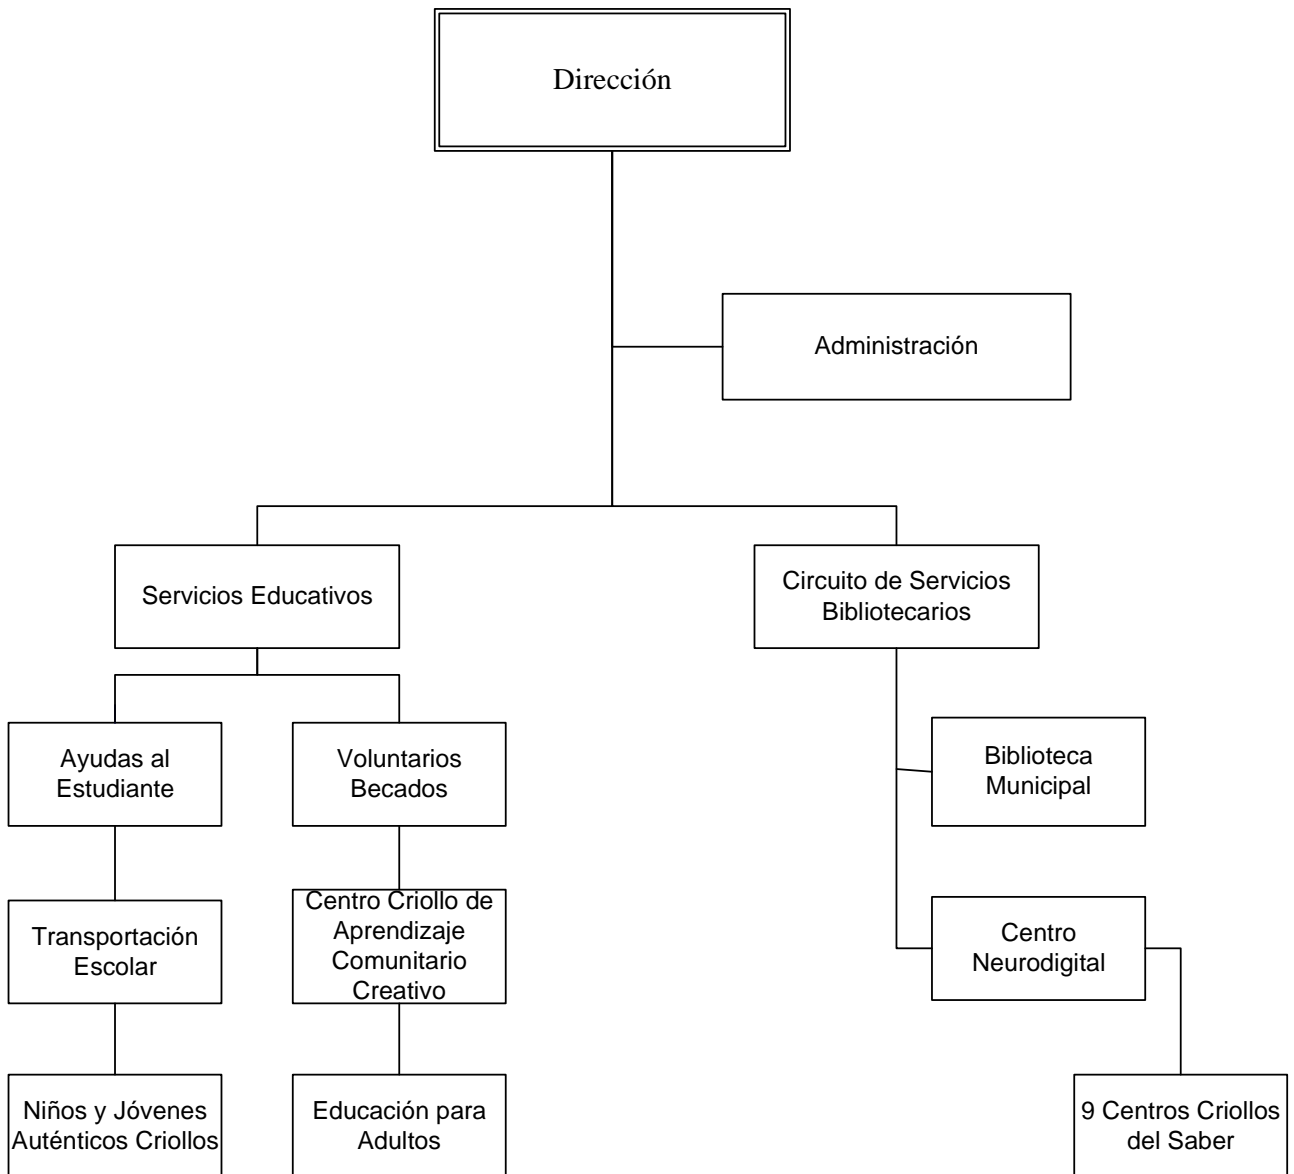 Dirección
Administración
Servicios Educativos
Circuito de Servicios
Bibliotecarios
Ayudas al
Estudiante
Voluntarios
Becados
Biblioteca
Municipal
Transportación
Escolar
Centro Criollo de
Aprendizaje
Comunitario
Creativo
Centro
Neurodigital
Niños y Jóvenes
Auténticos Criollos
Educación para
Adultos
9 Centros Criollos
del Saber